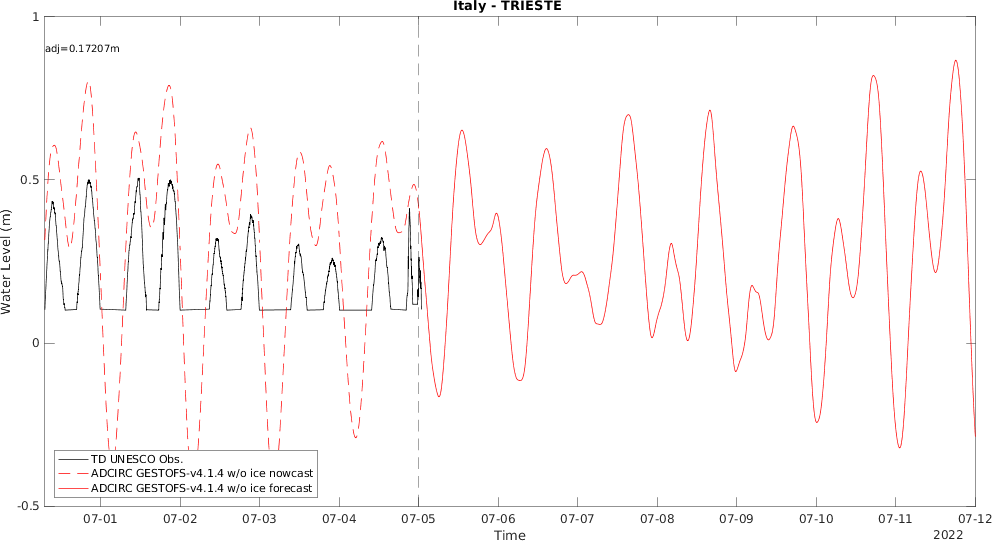 Italy - TRIESTE
adj=0.17207m
1
0.5
0
-0.5
Water Level (m)
TD UNESCO Obs.
ADCIRC GESTOFS-v4.1.4 w/o ice nowcast
ADCIRC GESTOFS-v4.1.4 w/o ice forecast
07-01 07-02 07-03 07-04 07-05 07-06 07-07 07-08 07-09 07-10 07-11 07-12
Time
2022